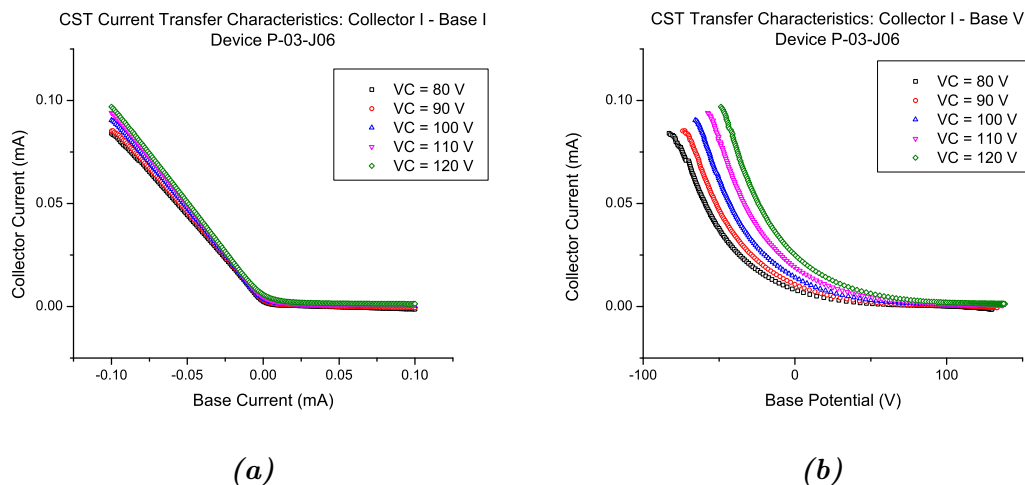 CST Current Transfer Characteristics: Collector I - Base I
Device P-03-J06
VC = 80 V
VC = 90 V
VC = 100 V
VC = 110 V
VC = 120 V
0.10
0.05
0.00
Collector Current (mA)
-0.10
-0.05
0.00
0.05
0.10
Base Current (mA)
(a)
CST Transfer Characteristics: Collector I - Base V
Device P-03-J06
VC = 80 V
VC = 90 V
VC = 100 V
VC = 110 V
VC = 120 V
0.10
0.05
0.00
Collector Current (mA)
-100
0
100
Base Potential (V)
(b)